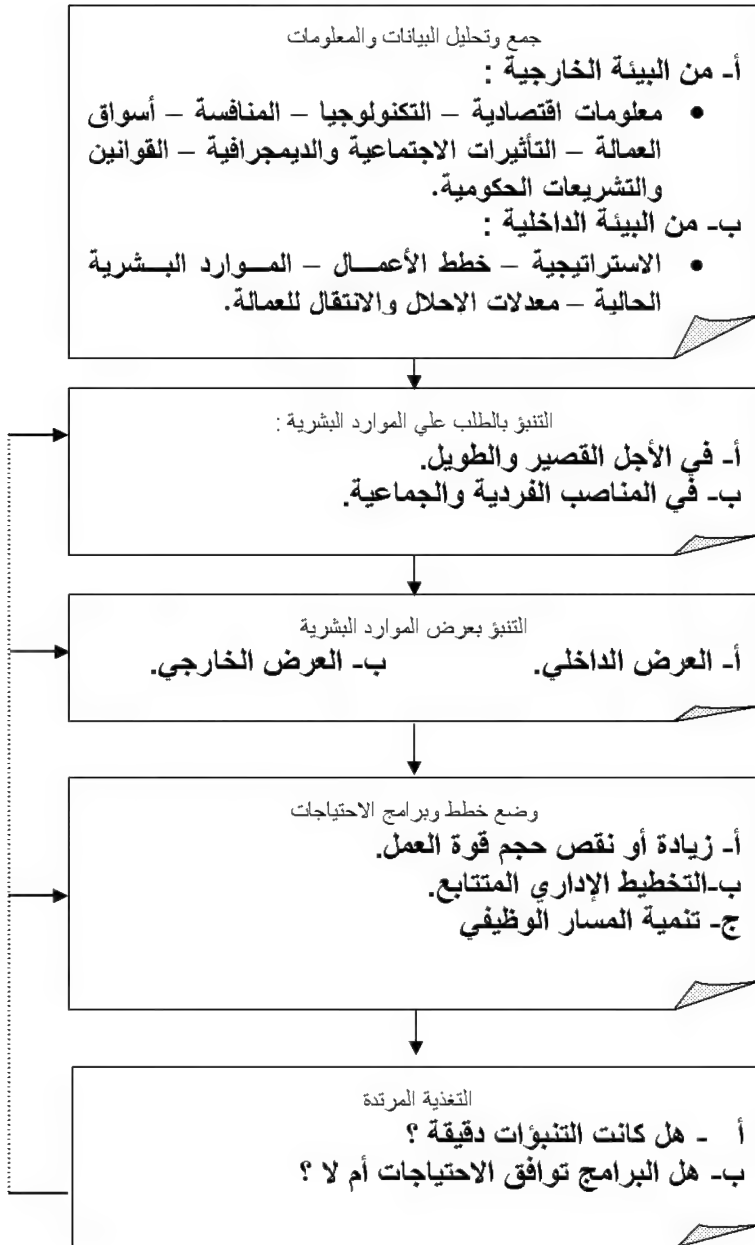 جمع وتحليل البيانات والمعلومات
أ- من البيئة الخارجية :
• معلومات اقتصادية – التكنولوجيا – المنافسة – أسواق
العمالة – التأثيرات الاجتماعية والديمجرافية – القوانين
والتشريعات الحكومية.
ب- من البيئة الداخلية :
• الاستراتيجية – خطط الأعمـــال – المـــوارد البـــشرية
الحالية – معدلات الإحلال والانتقال للعمالة.
التنبؤ بالطلب علي الموارد البشرية :
أ- في الأجل القصير والطويل.
ب- في المناصب الفردية والجماعية.
التنبؤ بعرض الموارد البشرية
أ- العرض الداخلي. ب- العرض الخارجي.
وضع خطط وبرامج الاحتياجات
أ- زيادة أو نقص حجم قوة العمل.
ب-التخطيط الإداري المتتابع.
ج- تنمية المسار الوظيفي
التغذية المرتدة
أ - هل كانت التنبؤات دقيقة ؟
ب- هل البرامج توافق الاحتياجات أم لا ؟